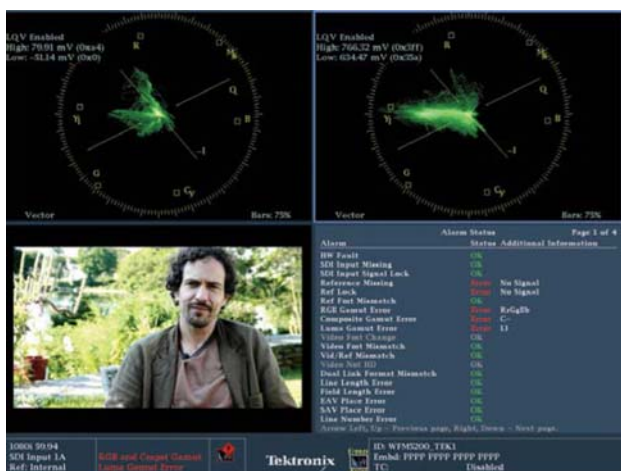 LQV Enabled
High: 79.91 mV (0xa4)
Low: -51.14 mV (0x0)
R
Mg
Q
B
Yl
-I
G
Cy
Vector
Bars: 75%
LQV Enabled
High: 766.32 mV (0x3ff)
Low: 634.47 mV (0x35a)
R
Mg
Q
B
Yl
-I
G
Cy
Vector
Bars: 75%
Alarm Status Page 1 of 4
Alarm Status Additional Information
HW Fault OK
SDI Input Missing OK
SDI Input Signal Lock OK
Reference Missing Error No Signal
Ref Lock Error No Signal
Ref Fmt Mismatch OK
RGB Gamut Error Error RrGgBb
Composite Gamut Error Error C--
Luma Gamut Error Error Ll
Video Fmt Change OK
Video Fmt Mismatch OK
Vid/Ref Mismatch OK
Video Not HD OK
Dual Link Format Mismatch OK
Line Length Error OK
Field Length Error OK
EAV Place Error OK
SAV Place Error OK
Line Number Error OK
Arrow Left, Up - Previous page, Right, Down - Next page.
1080i 59.94
SDI Input 1A
Ref: Internal
RGB and Cmpst Gamut
Luma Gamut Error
Tektronix
ID: WFM5200_TEK1
Embd: PPPP PPPP PPPP PPPP
TC: Disabled